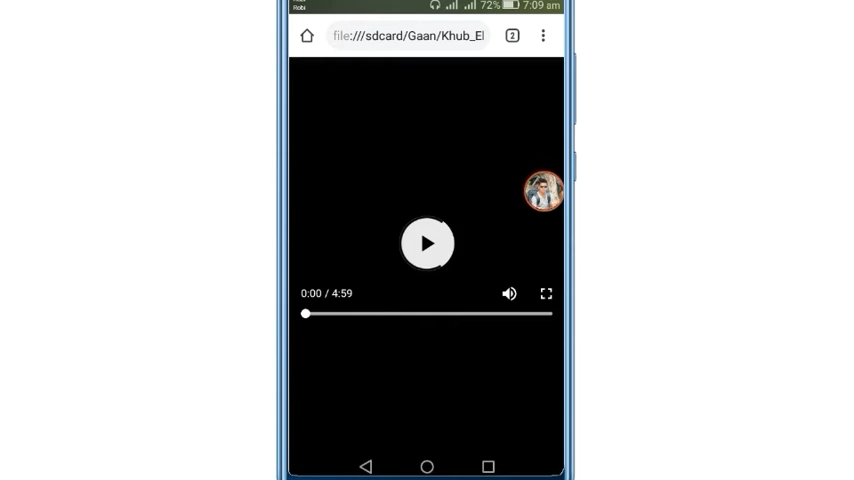 Robi
72% 7:09 am
file:///sdcard/Gaan/Khub_El
2
0:00 / 4:59